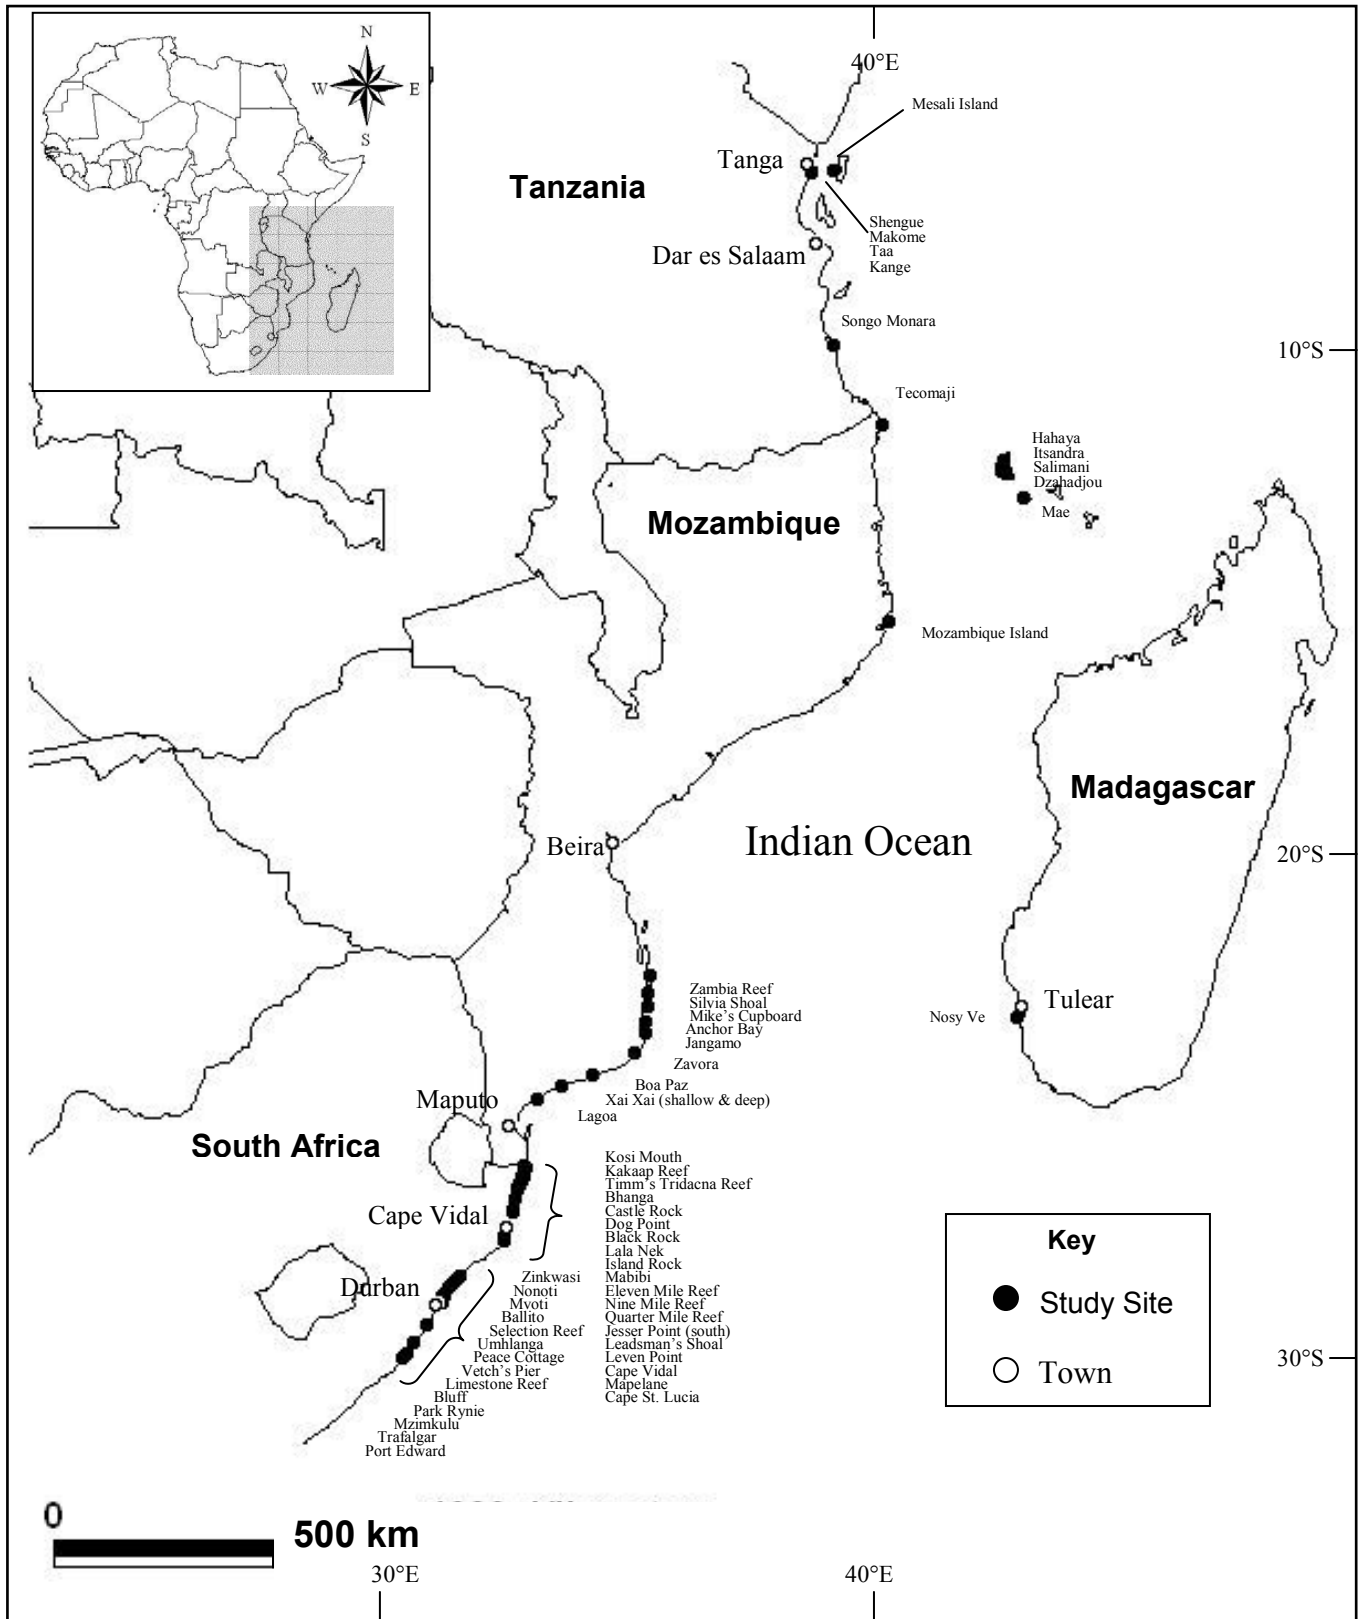 N
W
E
S
40°E
Mesali Island
Tanga
Tanzania
Shengue
Makome
Taa
Kange
Dar es Salaam
Songo Monara
10°S
Tecomaji
Hahaya
Itsandra
Salimani
Dzahadjou
Mae
Mozambique
Mozambique Island
Madagascar
Beira
Indian Ocean
20°S
Zambia Reef
Silvia Shoal
Mike's Cupboard
Anchor Bay
Jangamo
Zavora
Boa Paz
Xai Xai (shallow & deep)
Lagoa
Nosy Ve
Tulear
Maputo
South Africa
Cape Vidal
Durban
Kosi Mouth
Kakaap Reef
Timm's Tridacna Reef
Bhanga
Castle Rock
Dog Point
Black Rock
Lala Nek
Island Rock
Mabibi
Eleven Mile Reef
Nine Mile Reef
Quarter Mile Reef
Jesser Point (south)
Leadsman's Shoal
Leven Point
Cape Vidal
Mapelane
Cape St. Lucia
Zinkwasi
Nonoti
Mvoti
Ballito
Selection Reef
Umhlanga
Peace Cottage
Vetch's Pier
Limestone Reef
Bluff
Park Rynie
Mzimkulu
Trafalgar
Port Edward
Key
Study Site
Town
30°S
0
500 km
30°E
40°E